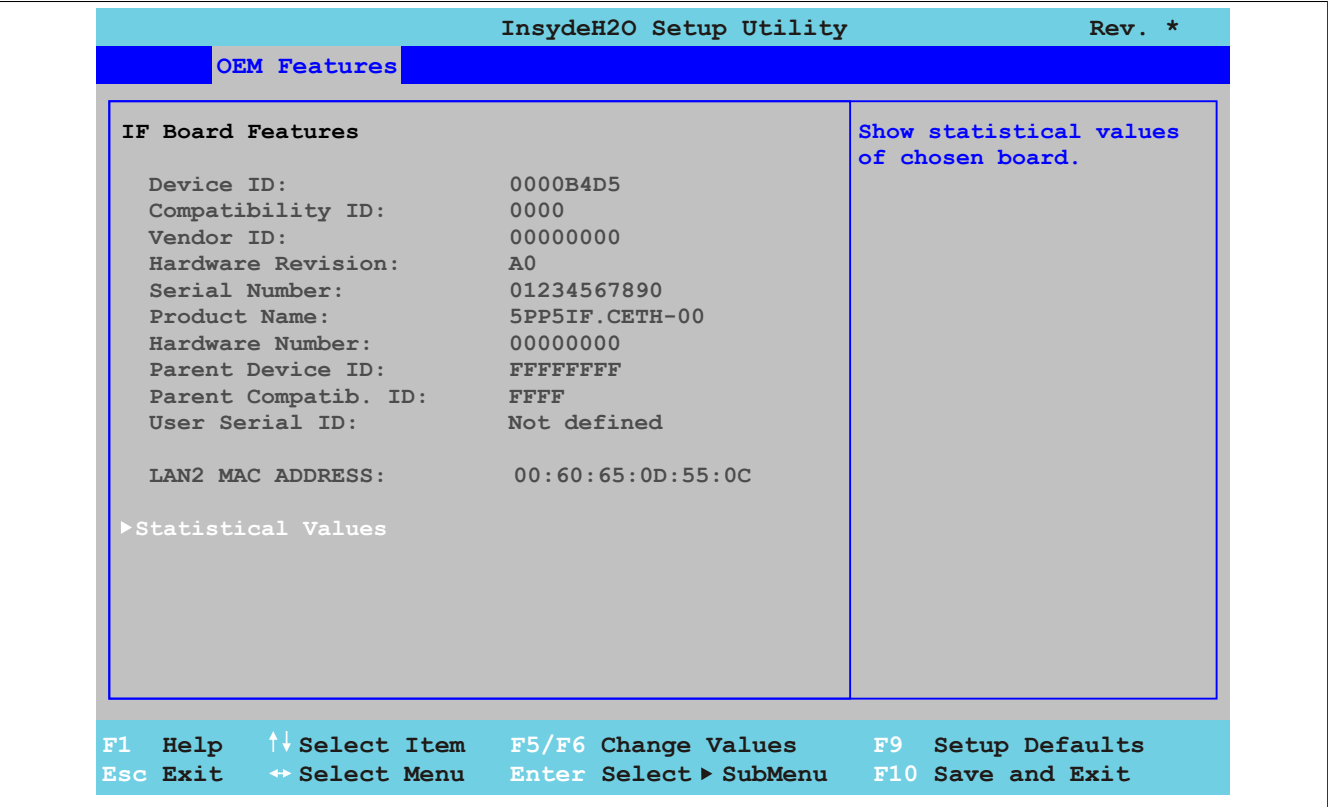 InsydeH2O Setup Utility Rev. *
OEM Features
IF Board Features
Device ID: 0000B4D5
Compatibility ID: 0000
Vendor ID: 00000000
Hardware Revision: A0
Serial Number: 01234567890
Product Name: 5PP5IF.CETH-00
Hardware Number: 00000000
Parent Device ID: FFFFFFFF
Parent Compatib. ID: FFFF
User Serial ID: Not defined
LAN2 MAC ADDRESS: 00:60:65:0D:55:0C
▶Statistical Values
Show statistical values
of chosen board.
F1 Help ↑↓ Select Item F5/F6 Change Values F9 Setup Defaults
Esc Exit ↔ Select Menu Enter Select ▶ SubMenu F10 Save and Exit